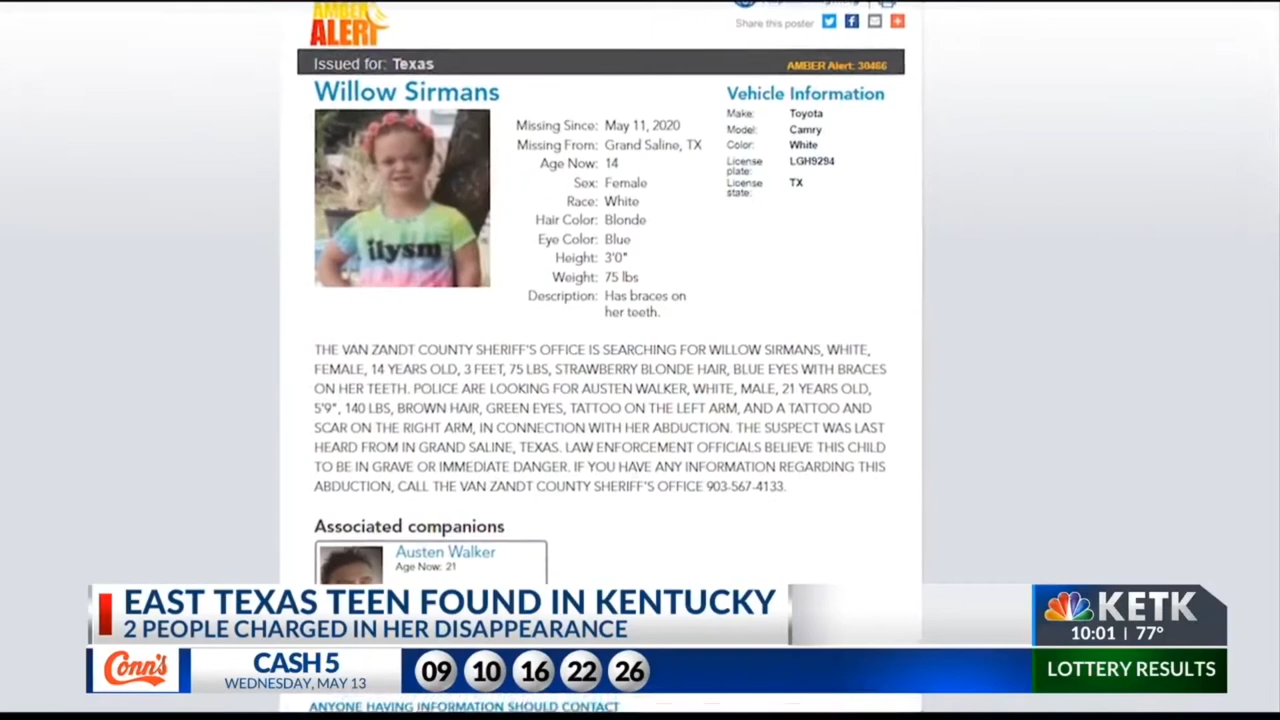 AMBER
ALERT
Share this poster
Issued for: Texas
AMBER Alert: 30466
Willow Sirmans
Missing Since: May 11, 2020
Missing From: Grand Saline, TX
Age Now: 14
Sex: Female
Race: White
Hair Color: Blonde
Eye Color: Blue
Height: 3'0"
Weight: 75 lbs
Description: Has braces on
her teeth.
Vehicle Information
Make: Toyota
Model: Camry
Color: White
License plate: LGH9294
License state: TX
ilysm
THE VAN ZANDT COUNTY SHERIFF'S OFFICE IS SEARCHING FOR WILLOW SIRMANS, WHITE,
FEMALE, 14 YEARS OLD, 3 FEET, 75 LBS, STRAWBERRY BLONDE HAIR, BLUE EYES WITH BRACES
ON HER TEETH. POLICE ARE LOOKING FOR AUSTEN WALKER, WHITE, MALE, 21 YEARS OLD,
5'9", 140 LBS, BROWN HAIR, GREEN EYES, TATTOO ON THE LEFT ARM, AND A TATTOO AND
SCAR ON THE RIGHT ARM, IN CONNECTION WITH HER ABDUCTION. THE SUSPECT WAS LAST
HEARD FROM IN GRAND SALINE, TEXAS. LAW ENFORCEMENT OFFICIALS BELIEVE THIS CHILD
TO BE IN GRAVE OR IMMEDIATE DANGER. IF YOU HAVE ANY INFORMATION REGARDING THIS
ABDUCTION, CALL THE VAN ZANDT COUNTY SHERIFF'S OFFICE 903-567-4133.
Associated companions
Austen Walker
Age Now: 21
EAST TEXAS TEEN FOUND IN KENTUCKY
2 PEOPLE CHARGED IN HER DISAPPEARANCE
KETK
10:01 | 77°
Conn's
CASH 5
WEDNESDAY, MAY 13
09 10 16 22 26
LOTTERY RESULTS
ANYONE HAVING INFORMATION SHOULD CONTACT